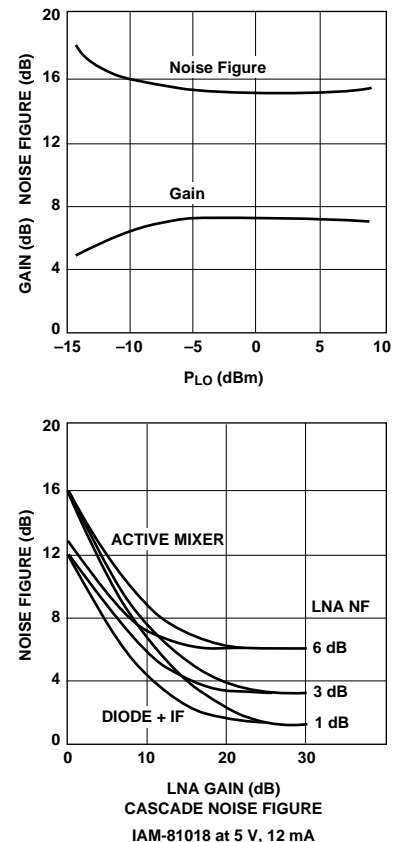 GAIN (dB) NOISE FIGURE (dB)
20
16
12
8
4
0
Noise Figure
Gain
–15 –10 –5 0 5 10
PLO (dBm)
NOISE FIGURE (dB)
20
16
12
8
4
0
ACTIVE MIXER
LNA NF
6 dB
3 dB
1 dB
DIODE + IF
0 10 20 30
LNA GAIN (dB)
CASCADE NOISE FIGURE
IAM-81018 at 5 V, 12 mA